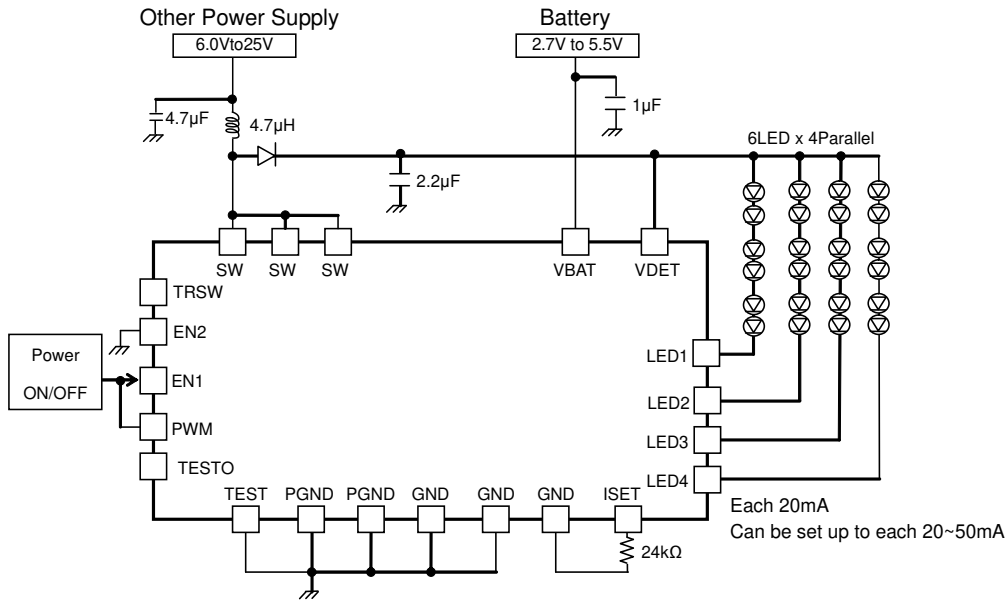 Other Power Supply
Battery
6.0Vto25V
2.7V to 5.5V
4.7µF
4.7µH
1µF
2.2µF
6LED x 4Parallel
SW
SW
SW
VBAT
VDET
TRSW
EN2
Power
ON/OFF
EN1
PWM
TESTO
LED1
LED2
LED3
LED4
TEST
PGND
PGND
GND
GND
GND
ISET
24kΩ
Each 20mA
Can be set up to each 20~50mA